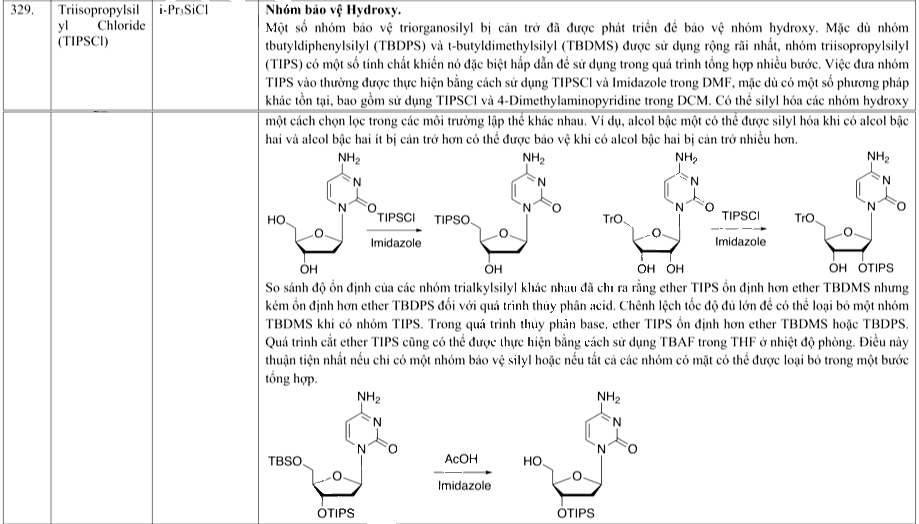 329.
Triisopropylsil
yl Chloride
(TIPSCl)
i-Pr₃SiCl
Nhóm bảo vệ Hydroxy.
Một số nhóm bảo vệ triorganosilyl bị cản trở đã được phát triển để bảo vệ nhóm hydroxy. Mặc dù nhóm
tbutyldiphenylsilyl (TBDPS) và t-butyldimethylsilyl (TBDMS) được sử dụng rộng rãi nhất, nhóm triisopropylsilyl
(TIPS) có một số tính chất khiến nó đặc biệt hấp dẫn để sử dụng trong quá trình tổng hợp nhiều bước. Việc đưa nhóm
TIPS vào thường được thực hiện bằng cách sử dụng TIPSCl và Imidazole trong DMF, mặc dù có một số phương pháp
khác tồn tại, bao gồm sử dụng TIPSCl và 4-Dimethylaminopyridine trong DCM. Có thể silyl hóa các nhóm hydroxy
một cách chọn lọc trong các môi trường lập thể khác nhau. Ví dụ, alcol bậc một có thể được silyl hóa khi có alcol bậc
hai và alcol bậc hai ít bị cản trở hơn có thể được bảo vệ khi có alcol bậc hai bị cản trở nhiều hơn.
NH₂ NH₂ NH₂ NH₂
N N N N
N O N O N O N O
HO TIPSCl TIPSO TrO TIPSCl TrO
O Imidazole O O Imidazole O
OH OH OH OH OH OTIPS
So sánh độ ổn định của các nhóm trialkylsilyl khác nhau đã chỉ ra rằng ether TIPS ổn định hơn ether TBDMS nhưng
kém ổn định hơn ether TBDPS đối với quá trình thủy phân acid. Chênh lệch tốc độ đủ lớn để có thể loại bỏ một nhóm
TBDMS khi có nhóm TIPS. Trong quá trình thủy phân base, ether TIPS ổn định hơn ether TBDMS hoặc TBDPS.
Quá trình cắt ether TIPS cũng có thể được thực hiện bằng cách sử dụng TBAF trong THF ở nhiệt độ phòng. Điều này
thuận tiện nhất nếu chỉ có một nhóm bảo vệ silyl hoặc nếu tất cả các nhóm có mặt có thể được loại bỏ trong một bước
tổng hợp.
NH₂ NH₂
N N
N O N O
TBSO AcOH HO
O Imidazole O
OTIPS OTIPS